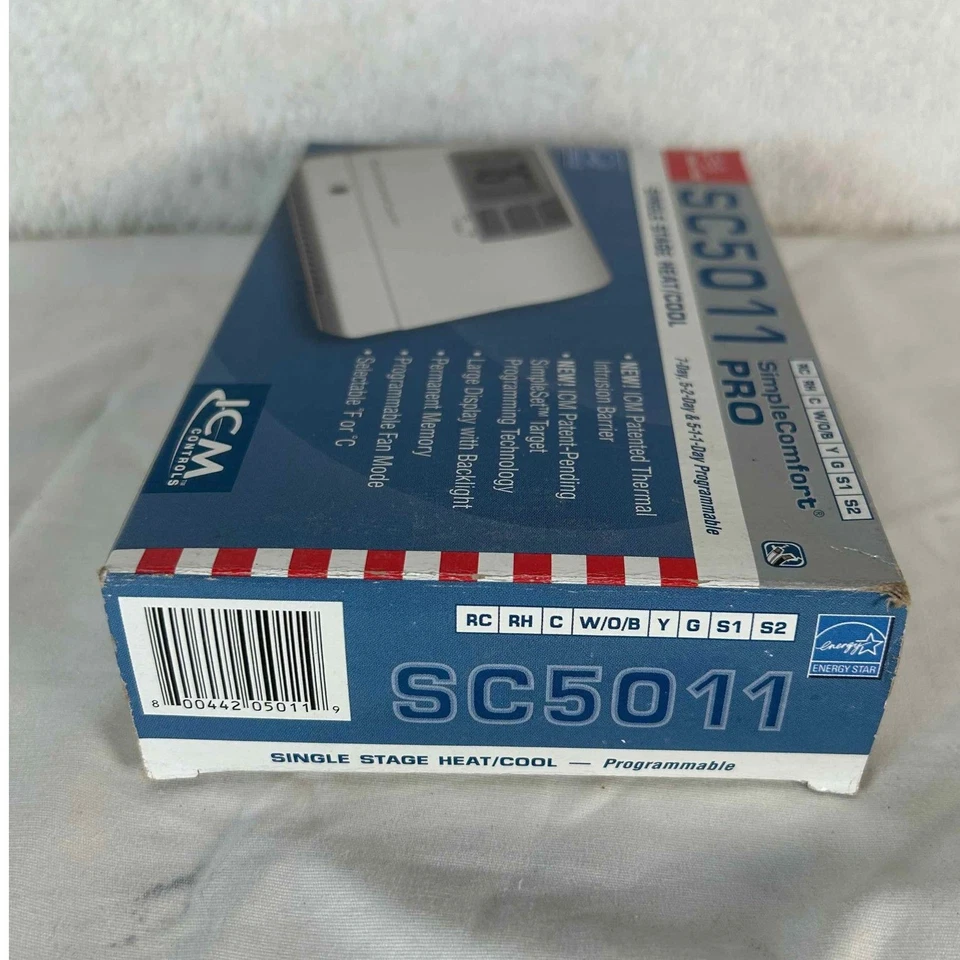 SC5011 PRO
SimpleComfort®
RC RH C W/O/B Y G S1 S2
SINGLE STAGE HEAT/COOL
7-Day, 5-2-Day & 5-1-1-Day Programmable
• NEW! ICM Patented Thermal
Intrusion Barrier
• NEW! ICM Patent-Pending
SimpleSet™ Target
Programming Technology
• Large Display with Backlight
• Permanent Memory
• Programmable Fan Mode
• Selectable °F or °C
ICM
CONTROLS
RC RH C W/O/B Y G S1 S2
SC5011
energy
ENERGY STAR
8 00442 05011 9
SINGLE STAGE HEAT/COOL — Programmable